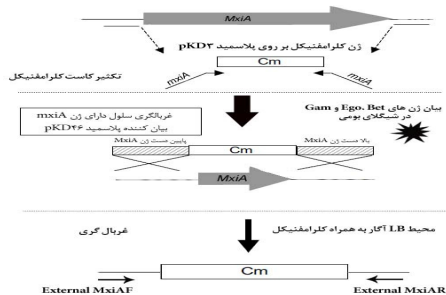 MxiA
ژن کلرامفنیکل بر روی پلاسمید pKD۳
Cm
mxiA
mxiA
تکثیر کاست کلرامفنیکل
بیان ژن های Ego. Bet و Gam
در شیگلای بومی
غربالگری سلول دارای ژن mxiA
بیان کننده پلاسمید pKD۴۶
پایین دست ژن MxiA
بالا دست ژن MxiA
Cm
MxiA
محیط LB آگار به همراه کلرامفنیکل
غربال گری
Cm
External MxiAF
External MxiAR